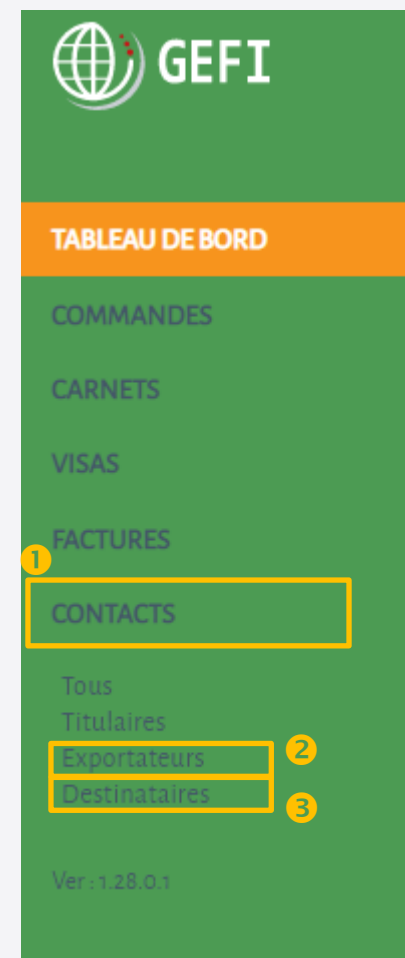 GEFI
TABLEAU DE BORD
COMMANDES
CARNETS
VISAS
FACTURES
1
CONTACTS
Tous
Titulaires
Exportateurs
2
Destinataires
3
Ver : 1.28.0.1